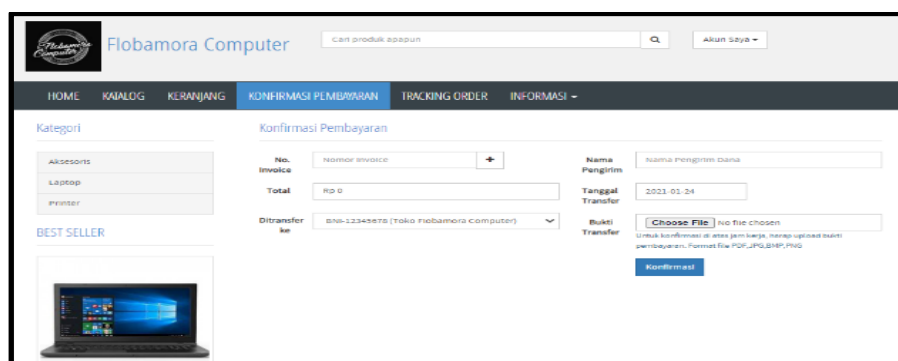 Flobamora Computer
Flobamora Computer
Cari produk apapun
Akun Saya
HOME
KATALOG
KERANJANG
KONFIRMASI PEMBAYARAN
TRACKING ORDER
INFORMASI
Kategori
Aksesoris
Laptop
Printer
BEST SELLER
Konfirmasi Pembayaran
No.
Invoice
Nomor Invoice
+
Total
Rp 0
Ditransfer
ke
BNI-12345678 (Toko Flobamora Computer)
Nama
Pengirim
Nama Pengirim Dana
Tanggal
Transfer
2021-01-24
Bukti
Transfer
Choose File No file chosen
Untuk konfirmasi di atas jam kerja, harap upload bukti
pembayaran. Format file PDF,JPG,BMP,PNG
Konfirmasi